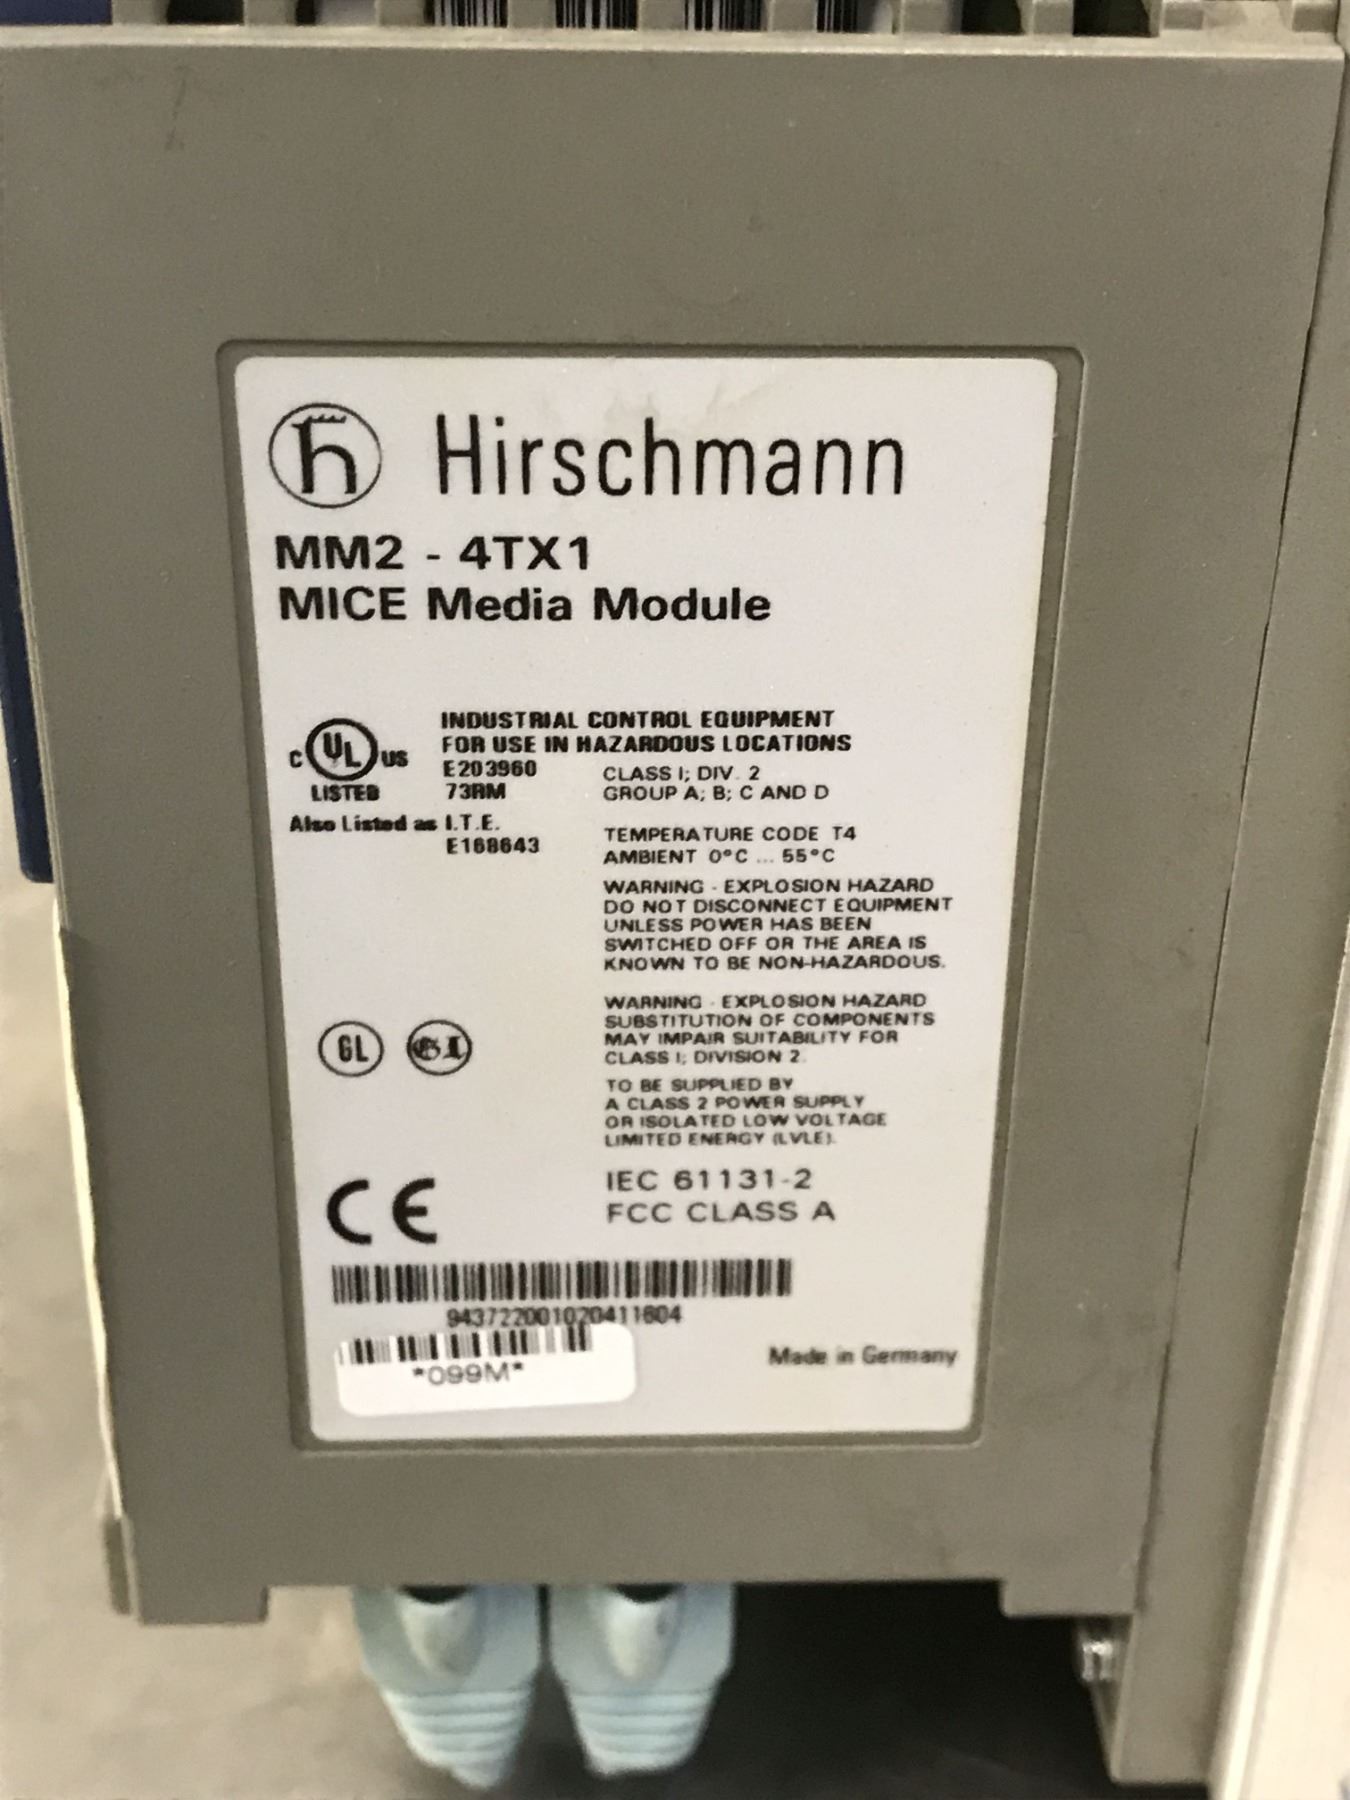 Hirschmann
MM2 - 4TX1
MICE Media Module
C UL US
LISTED
INDUSTRIAL CONTROL EQUIPMENT
FOR USE IN HAZARDOUS LOCATIONS
E203960
73RM
CLASS I; DIV. 2
GROUP A; B; C AND D
Also Listed as I.T.E.
E168643
TEMPERATURE CODE T4
AMBIENT 0°C ... 55°C
WARNING - EXPLOSION HAZARD
DO NOT DISCONNECT EQUIPMENT
UNLESS POWER HAS BEEN
SWITCHED OFF OR THE AREA IS
KNOWN TO BE NON-HAZARDOUS.
WARNING - EXPLOSION HAZARD
SUBSTITUTION OF COMPONENTS
MAY IMPAIR SUITABILITY FOR
CLASS I; DIVISION 2.
GL GL
TO BE SUPPLIED BY
A CLASS 2 POWER SUPPLY
OR ISOLATED LOW VOLTAGE
LIMITED ENERGY (LVLE).
CE
IEC 61131-2
FCC CLASS A
943722001020411604
*099M*
Made in Germany